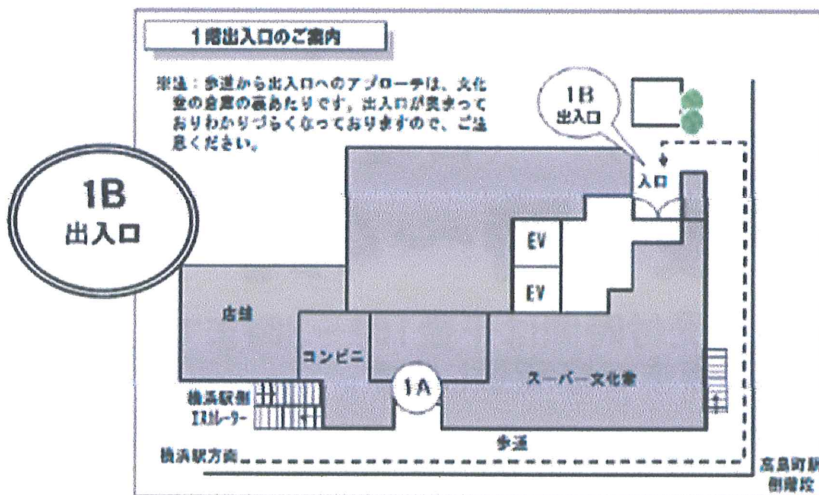 1階出入口のご案内
※注：歩道から出入口へのアプローチは、文化
堂の倉庫の裏あたりです。出入口が奥まって
おりわかりづらくなっておりますので、ご注
意ください。
1B
出入口
1B
出入口
入口
EV
EV
店舗
コンビニ
1A
スーパー文化堂
横浜駅側
エスカレーター
歩道
横浜駅方面
高島町駅
側階段